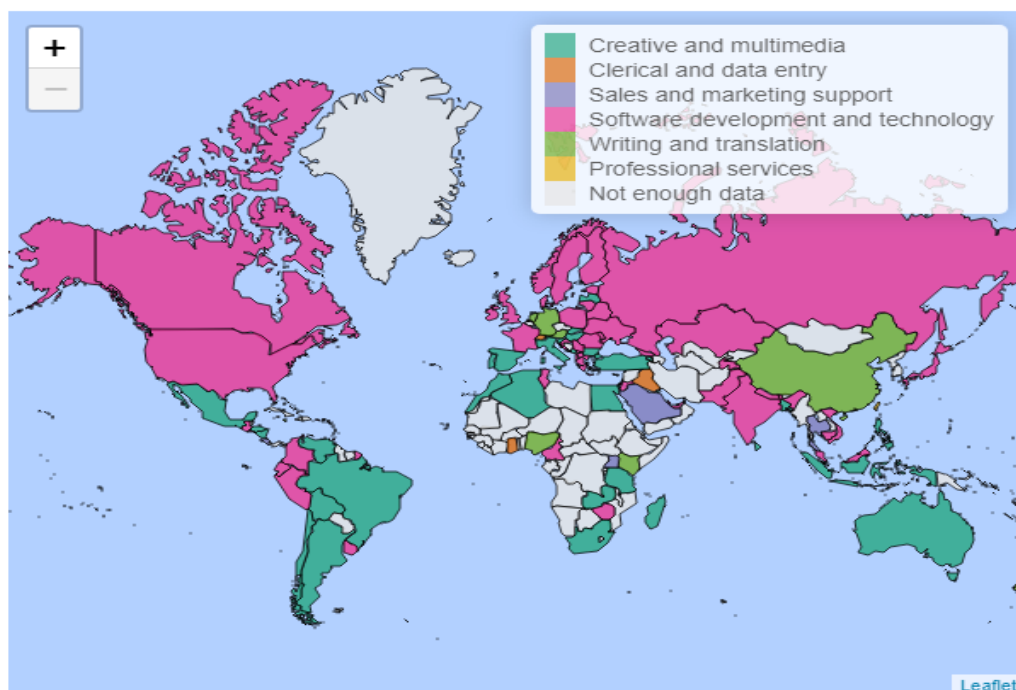 +
−
Creative and multimedia
Clerical and data entry
Sales and marketing support
Software development and technology
Writing and translation
Professional services
Not enough data
Leaflet